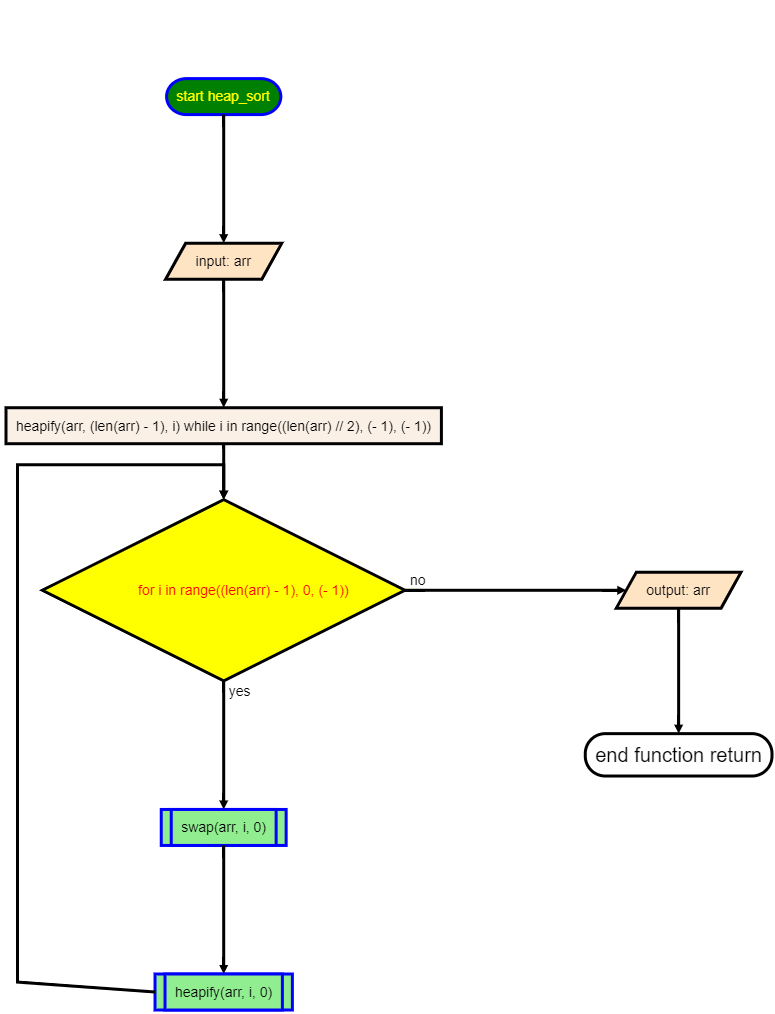 start heap_sort
input: arr
heapify(arr, (len(arr) - 1), i) while i in range((len(arr) // 2), (- 1), (- 1))
for i in range((len(arr) - 1), 0, (- 1))
no
output: arr
yes
end function return
swap(arr, i, 0)
heapify(arr, i, 0)